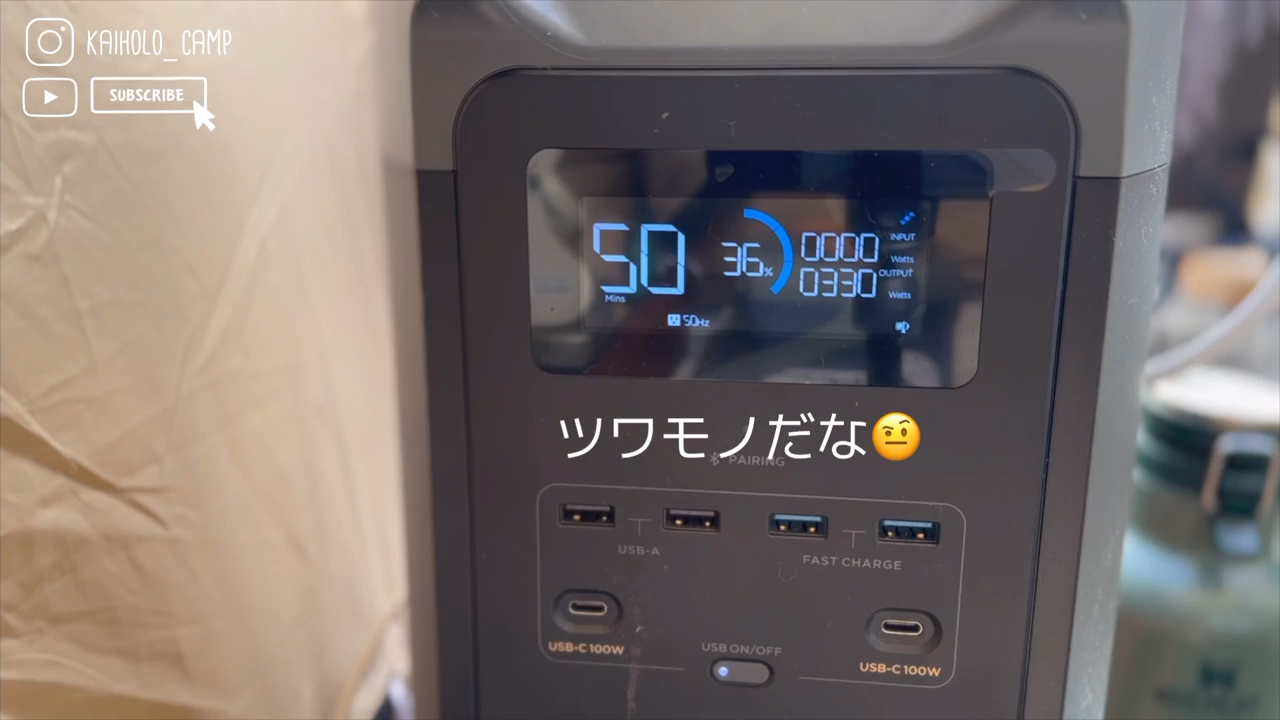 KAIHOLO_CAMP
SUBSCRIBE
50
Mins
36%
0000
INPUT
Watts
0330
OUTPUT
Watts
50Hz
ツワモノだな🤨
PAIRING
USB-A
FAST CHARGE
USB-C 100W
USB ON/OFF
USB-C 100W